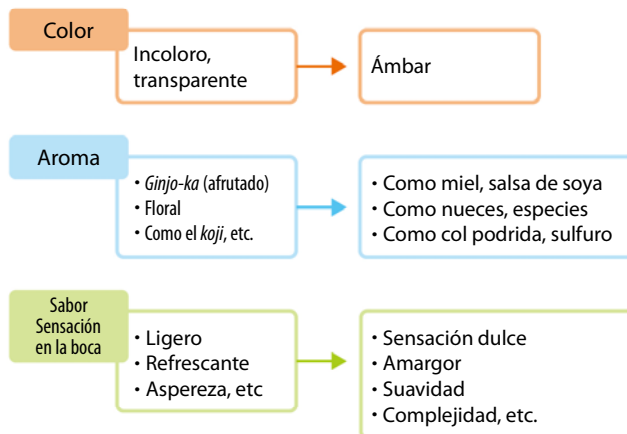 Color
Incoloro,
transparente
Ámbar
Aroma
· Ginjo-ka (afrutado)
· Floral
· Como el koji, etc.
· Como miel, salsa de soya
· Como nueces, especies
· Como col podrida, sulfuro
Sabor
Sensación
en la boca
· Ligero
· Refrescante
· Aspereza, etc
· Sensación dulce
· Amargor
· Suavidad
· Complejidad, etc.